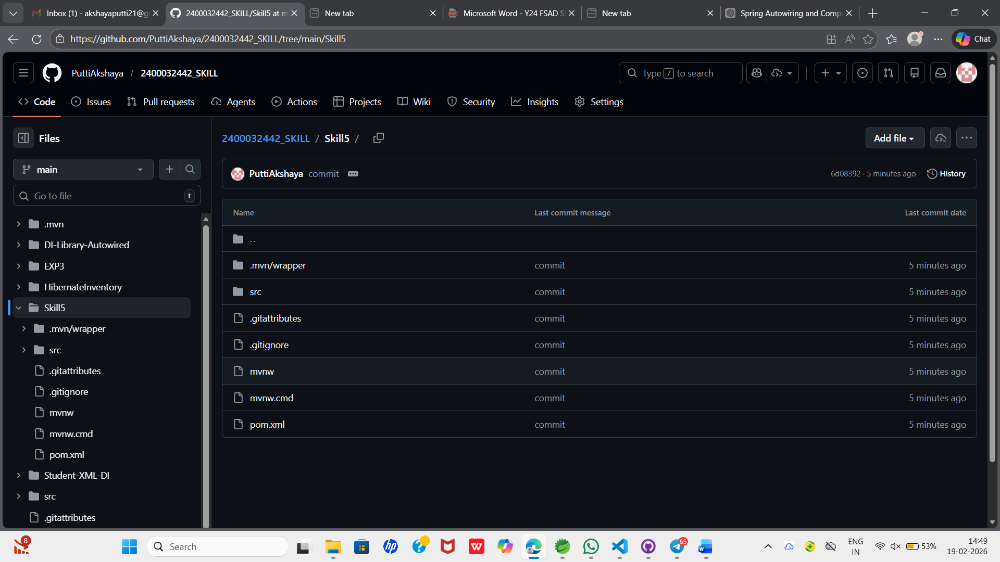 Inbox (1) - akshayaputti21@g
2400032442_SKILL/Skill5 at m
New tab
Microsoft Word - Y24 FSAD S
New tab
Spring Autowiring and Comp
https://github.com/PuttiAkshaya/2400032442_SKILL/tree/main/Skill5
Chat
PuttiAkshaya / 2400032442_SKILL
Type / to search
Code
Issues
Pull requests
Agents
Actions
Projects
Wiki
Security
Insights
Settings
Files
main
Go to file
t
.mvn
DI-Library-Autowired
EXP3
HibernateInventory
Skill5
.mvn/wrapper
src
.gitattributes
.gitignore
mvnw
mvnw.cmd
pom.xml
Student-XML-DI
src
.gitattributes
2400032442_SKILL / Skill5 /
Add file
PuttiAkshaya commit
6d08392 · 5 minutes ago
History
Name Last commit message Last commit date
..
.mvn/wrapper commit 5 minutes ago
src commit 5 minutes ago
.gitattributes commit 5 minutes ago
.gitignore commit 5 minutes ago
mvnw commit 5 minutes ago
mvnw.cmd commit 5 minutes ago
pom.xml commit 5 minutes ago
8
Search
hp
W
65
W
ENG
IN
53%
14:49
19-02-2026